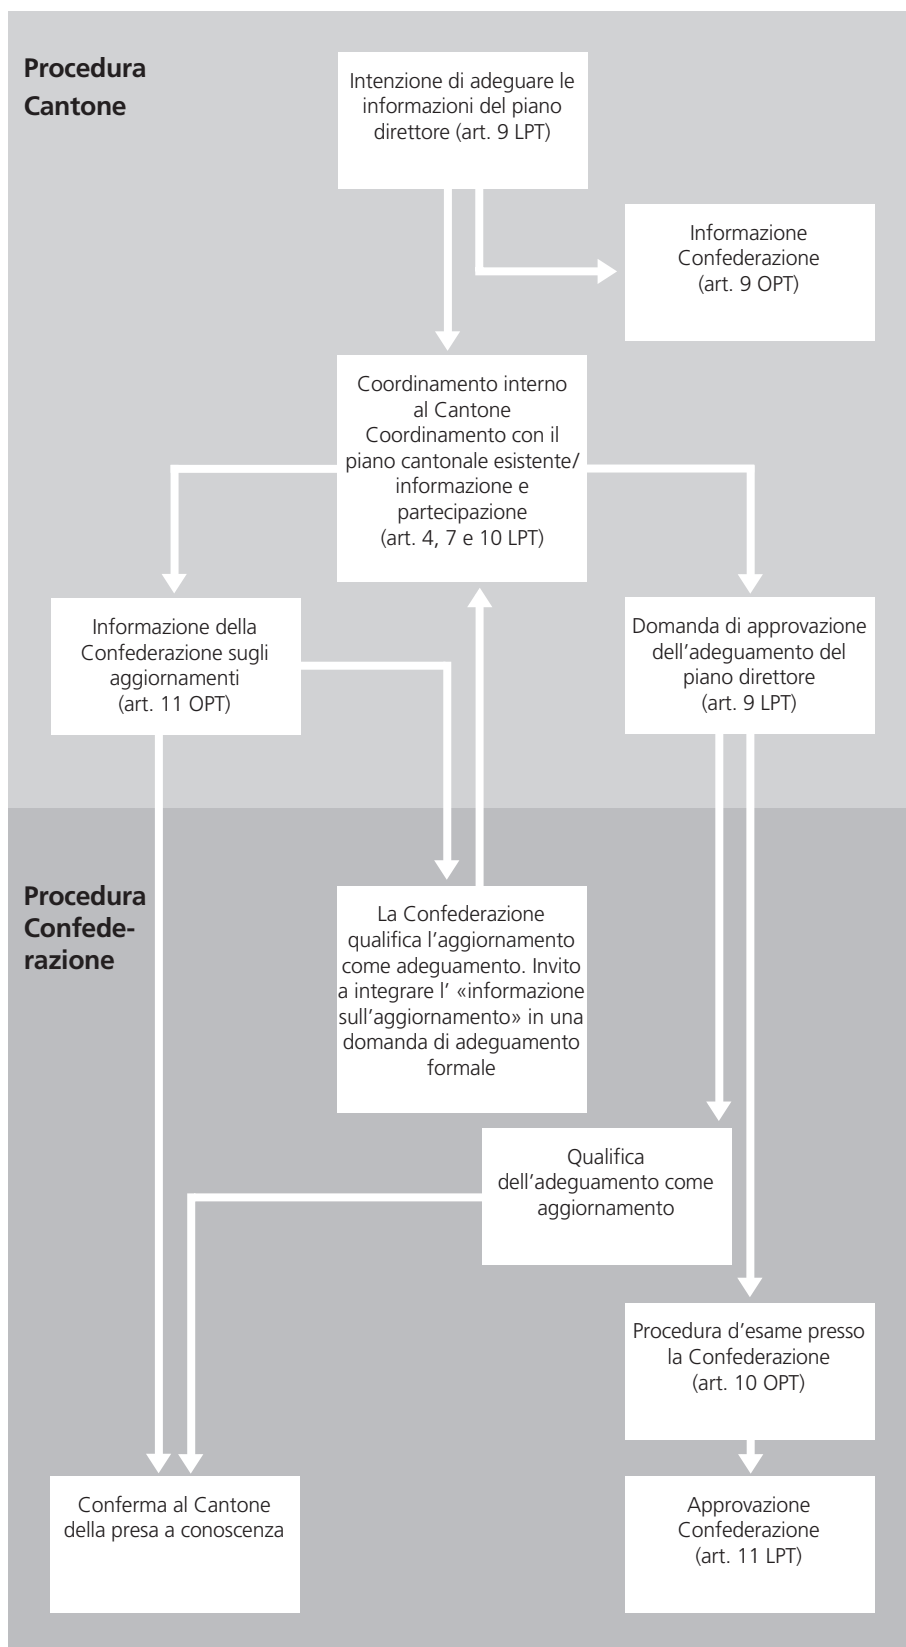 Procedura
Cantone
Intenzione di adeguare le
informazioni del piano
direttore (art. 9 LPT)
Informazione
Confederazione
(art. 9 OPT)
Coordinamento interno
al Cantone
Coordinamento con il
piano cantonale esistente/
informazione e
partecipazione
(art. 4, 7 e 10 LPT)
Informazione della
Confederazione sugli
aggiornamenti
(art. 11 OPT)
Domanda di approvazione
dell’adeguamento del
piano direttore
(art. 9 LPT)
Procedura
Confede-
razione
La Confederazione
qualifica l’aggiornamento
come adeguamento. Invito
a integrare l’ «informazione
sull’aggiornamento» in una
domanda di adeguamento
formale
Qualifica
dell’adeguamento come
aggiornamento
Procedura d’esame presso
la Confederazione
(art. 10 OPT)
Conferma al Cantone
della presa a conoscenza
Approvazione
Confederazione
(art. 11 LPT)